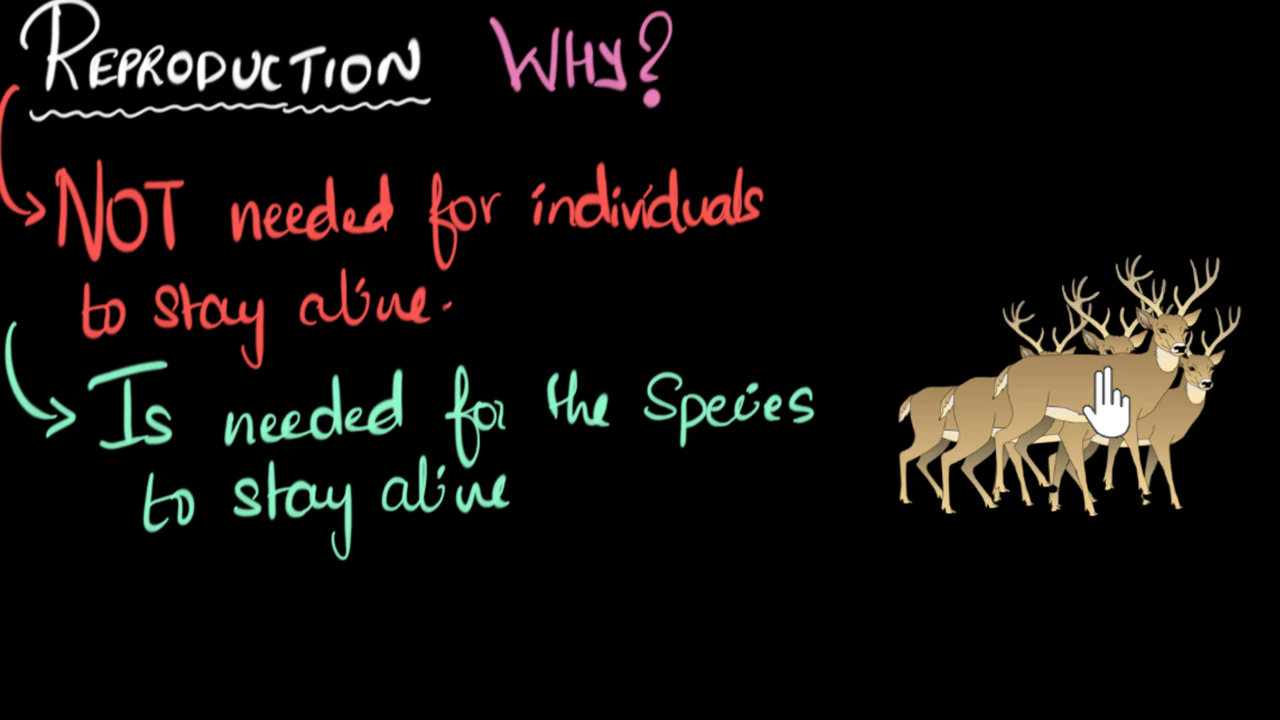 REPRODUCTION WHY?
NOT needed for individuals
to stay alive.
Is needed for the Species
to stay alive